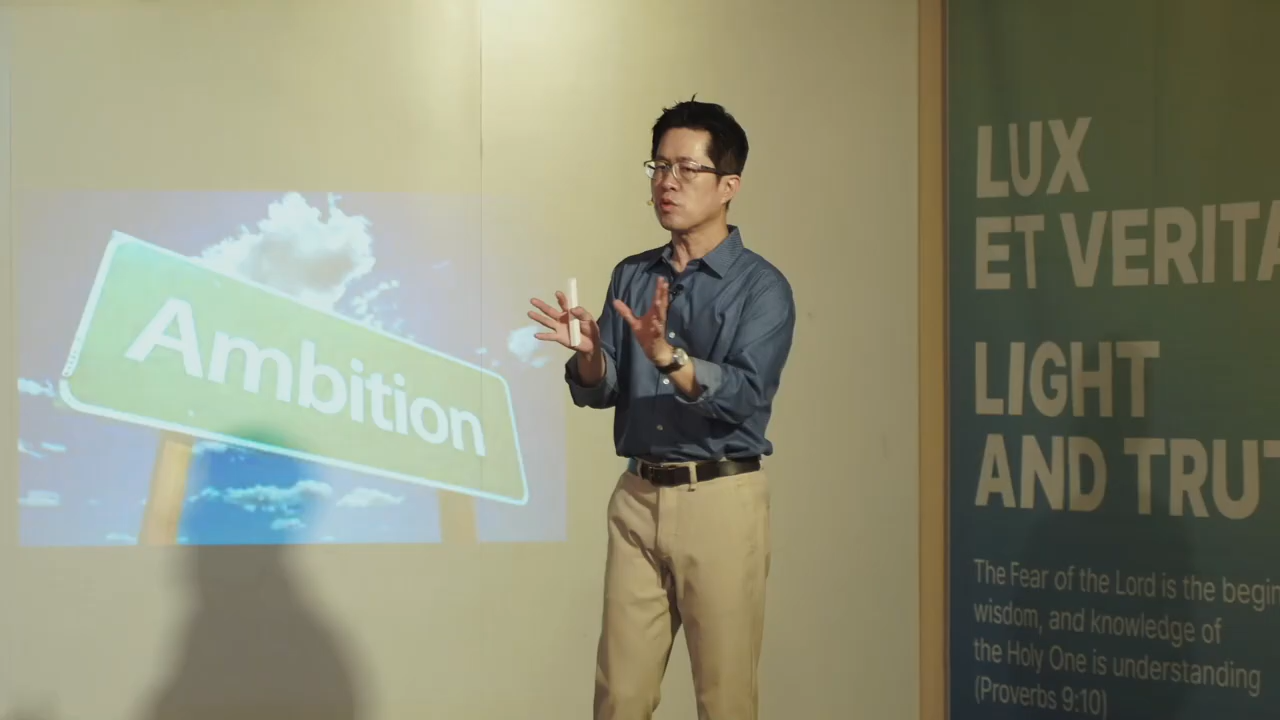 Ambition
LUX
ET VERITA
LIGHT
AND TRUT
The Fear of the Lord is the begin
wisdom, and knowledge of
the Holy One is understanding
(Proverbs 9:10)